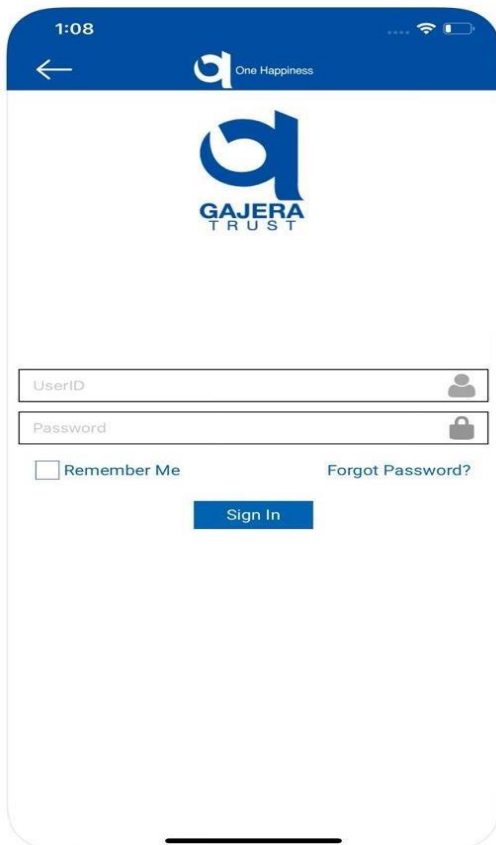 1:08
One Happiness
GAJERA
TRUST
UserID
Password
Remember Me
Forgot Password?
Sign In